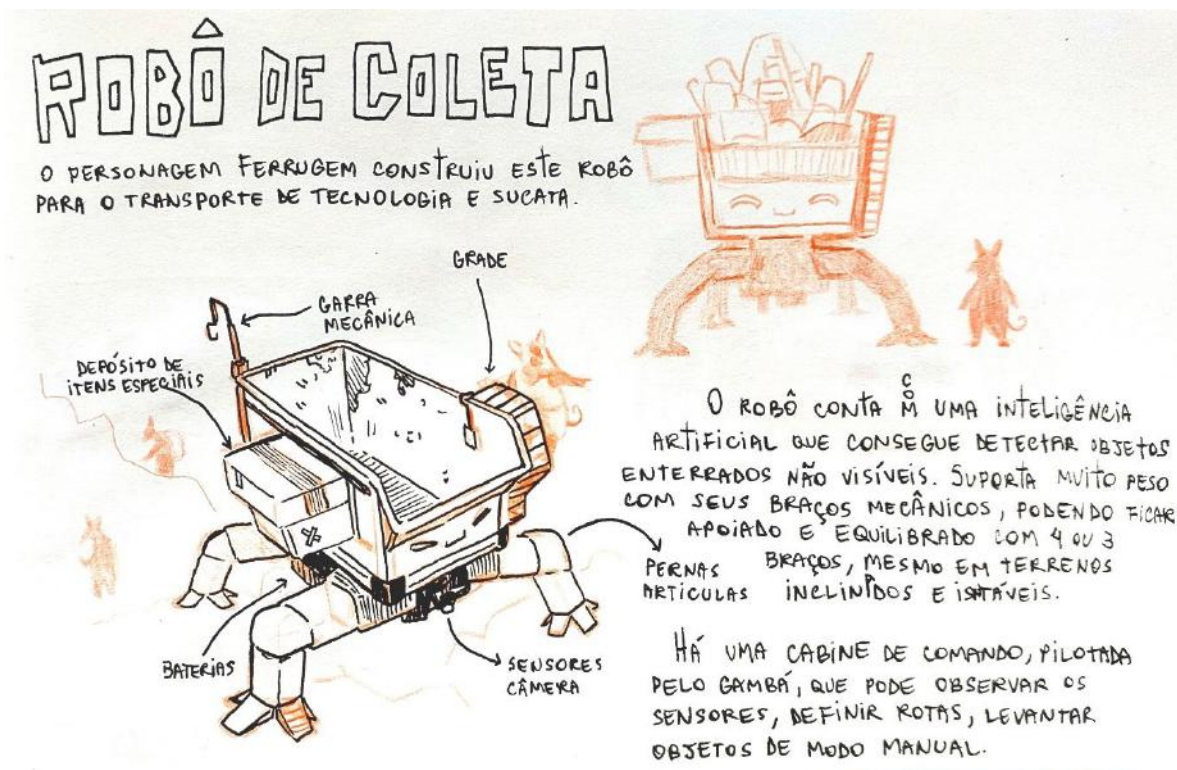 ROBÔ DE COLETA
O PERSONAGEM FERRUGEM CONSTRUIU ESTE ROBÔ
PARA O TRANSPORTE DE TECNOLOGIA E SUCATA.
GRADE
GARRA
MECÂNICA
DEPÓSITO DE
ITENS ESPECIAIS
BATERIAS
SENSORES
CÂMERA
PERNAS
ARTICULAS
O ROBÔ CONTA COM UMA INTELIGÊNCIA
ARTIFICIAL QUE CONSEGUE DETECTAR OBJETOS
ENTERRADOS NÃO VISÍVEIS. SUPORTA MUITO PESO
COM SEUS BRAÇOS MECÂNICOS, PODENDO FICAR
APOIADO E EQUILIBRADO COM 4 OU 3
BRAÇOS, MESMO EM TERRENOS
E
HÁ UMA CABINE DE COMANDO, PILOTADA
PELO GAMBÁ, QUE PODE OBSERVAR OS
SENSORES, DEFINIR ROTAS, LEVANTAR
OBJETOS DE MODO MANUAL.